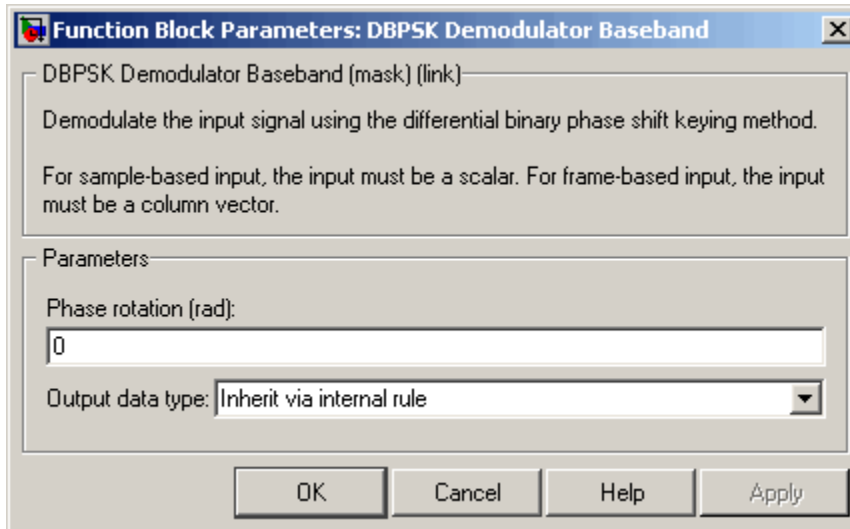 Function Block Parameters: DBPSK Demodulator Baseband
DBPSK Demodulator Baseband (mask) (link)
Demodulate the input signal using the differential binary phase shift keying method.
For sample-based input, the input must be a scalar. For frame-based input, the input
must be a column vector.
Parameters
Phase rotation (rad):
0
Output data type: Inherit via internal rule
OK Cancel Help Apply